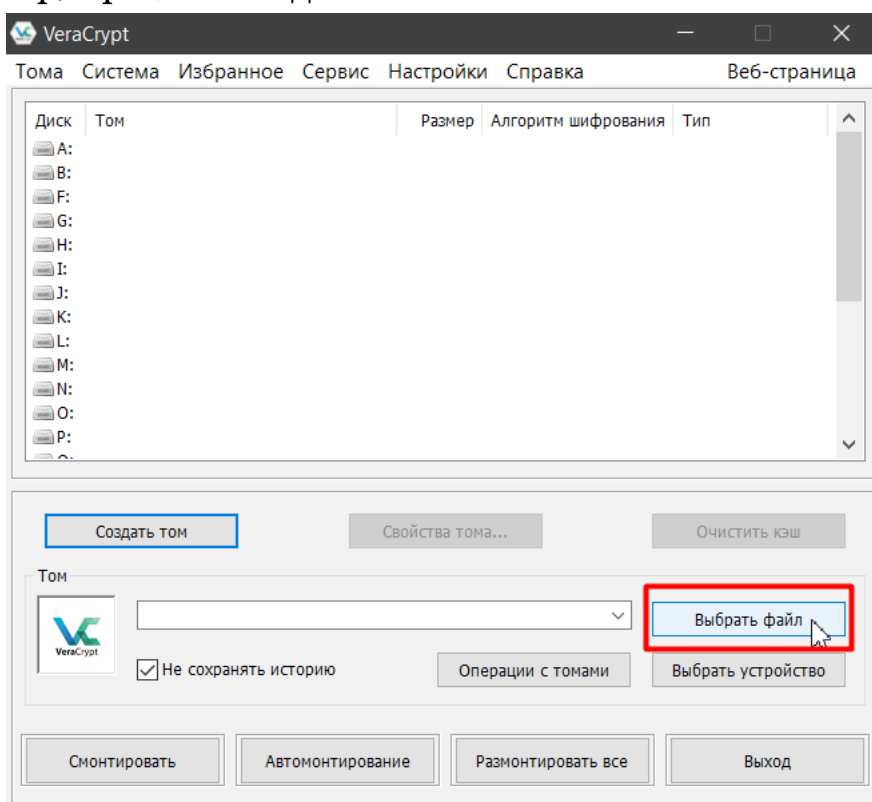 VeraCrypt
Тома Система Избранное Сервис Настройки Справка Веб-страница
Диск Том Размер Алгоритм шифрования Тип
A:
B:
F:
G:
H:
I:
J:
K:
L:
M:
N:
O:
P:
Создать том Свойства тома... Очистить кэш
Том
Выбрать файл
VeraCrypt
Не сохранять историю Операции с томами Выбрать устройство
Смонтировать Автомонтирование Размонтировать все Выход